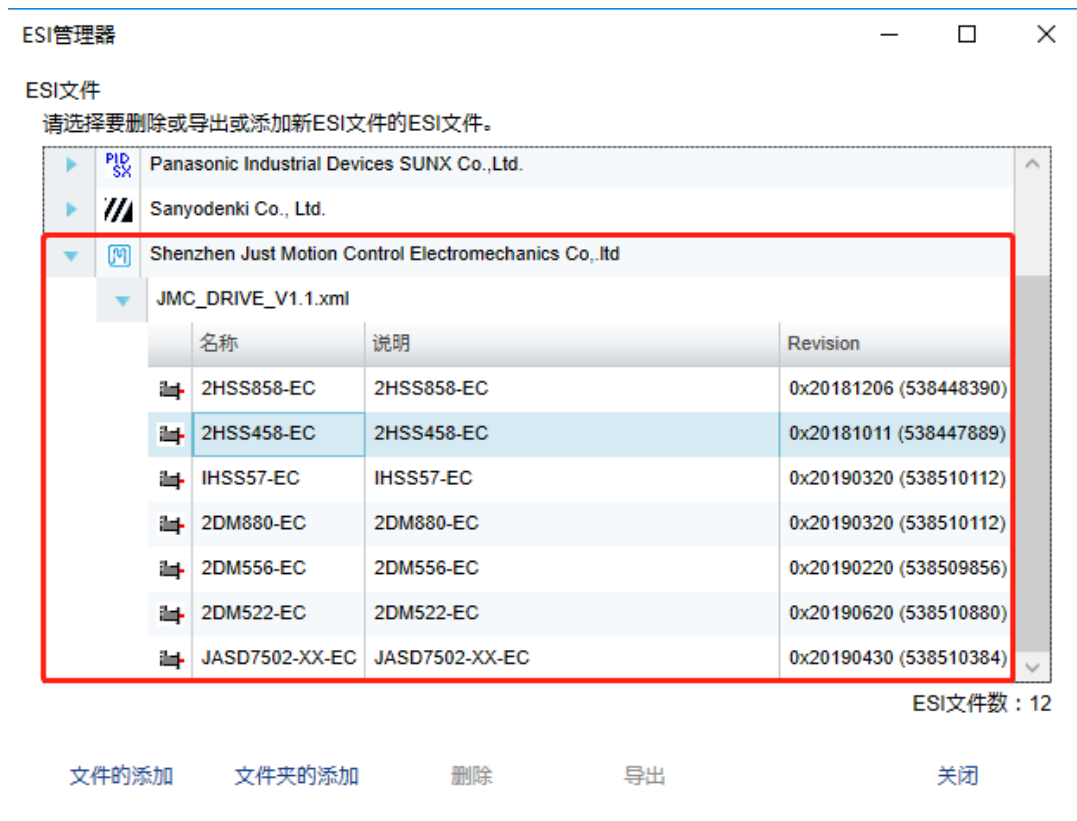 ESI管理器
ESI文件
请选择要删除或导出或添加新ESI文件的ESI文件。
PID SX Panasonic Industrial Devices SUNX Co.,Ltd.
Sanyodenki Co., Ltd.
Shenzhen Just Motion Control Electromechanics Co,.ltd
JMC_DRIVE_V1.1.xml
名称 说明 Revision
2HSS858-EC 2HSS858-EC 0x20181206 (538448390)
2HSS458-EC 2HSS458-EC 0x20181011 (538447889)
IHSS57-EC IHSS57-EC 0x20190320 (538510112)
2DM880-EC 2DM880-EC 0x20190320 (538510112)
2DM556-EC 2DM556-EC 0x20190220 (538509856)
2DM522-EC 2DM522-EC 0x20190620 (538510880)
JASD7502-XX-EC JASD7502-XX-EC 0x20190430 (538510384)
ESI文件数：12
文件的添加 文件夹的添加 删除 导出 关闭